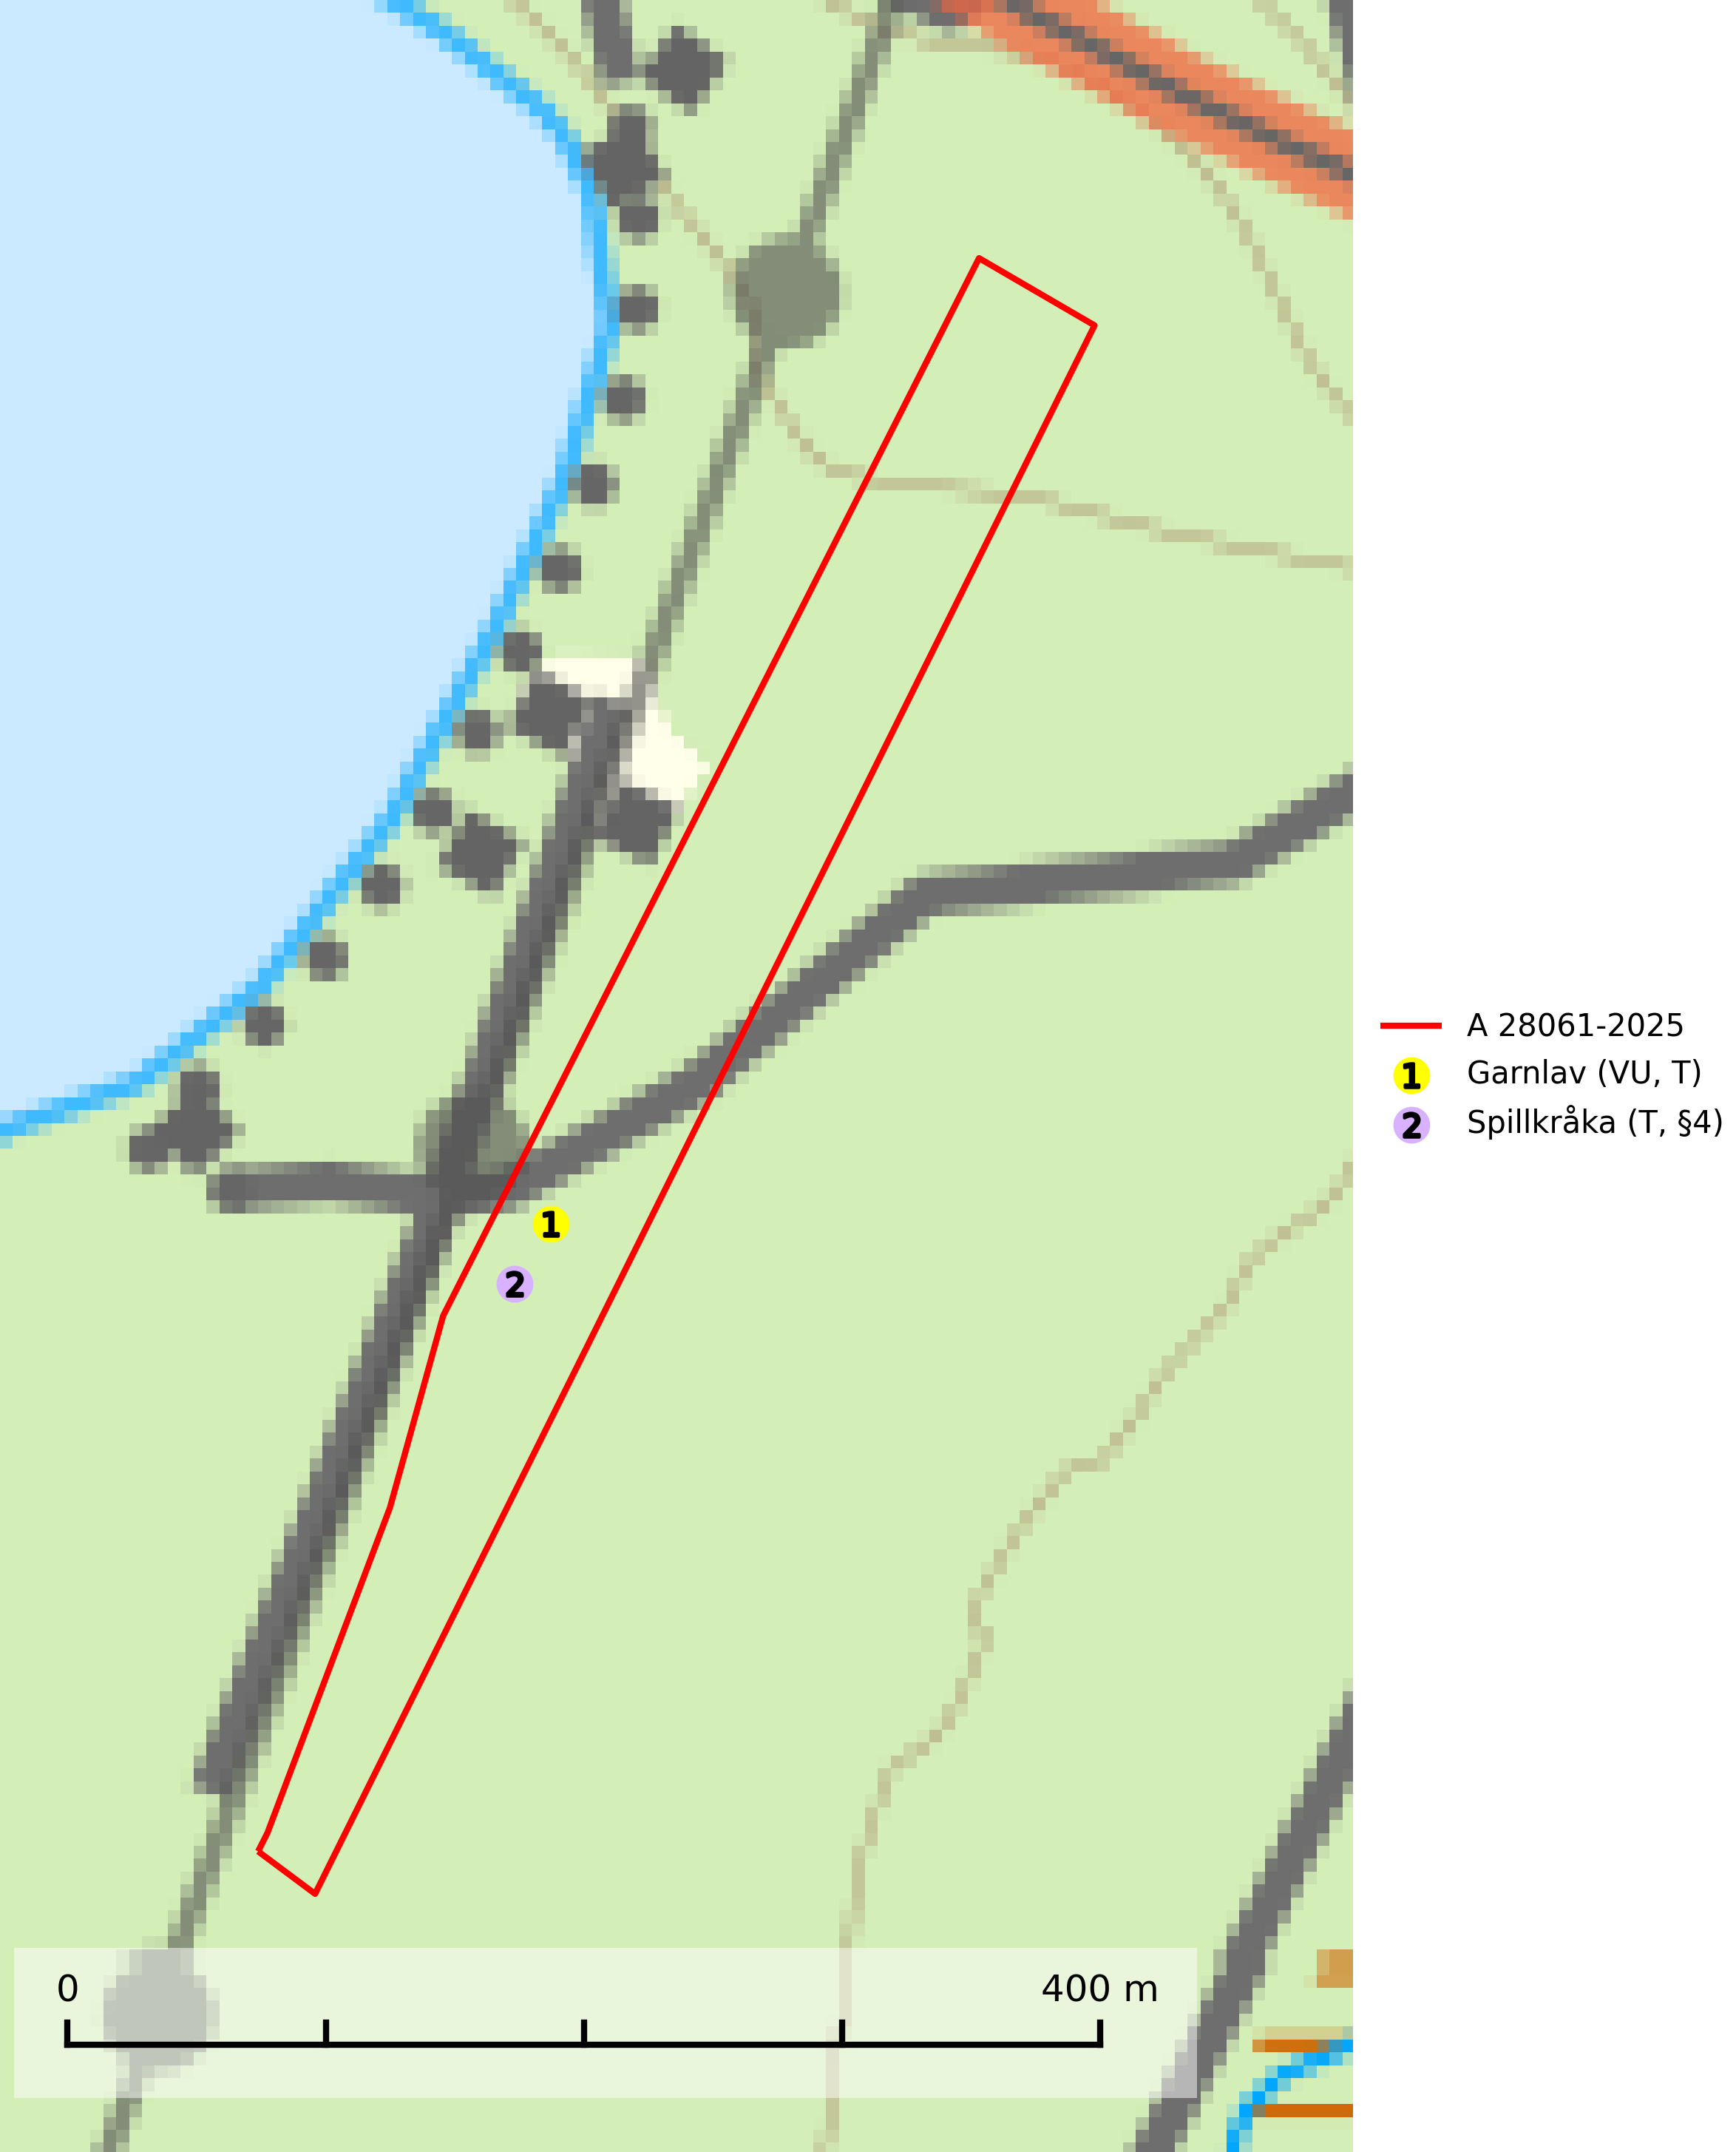 A 28061-2025
1 Garnlav (VU, T)
2 Spillkråka (T, §4)
1
2
0 400 m